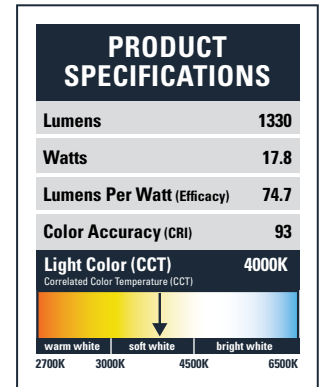 PRODUCT
SPECIFICATIONS
Lumens 1330
Watts 17.8
Lumens Per Watt (Efficacy) 74.7
Color Accuracy (CRI) 93
Light Color (CCT) 4000K
Correlated Color Temperature (CCT)
warm white soft white bright white
2700K 3000K 4500K 6500K